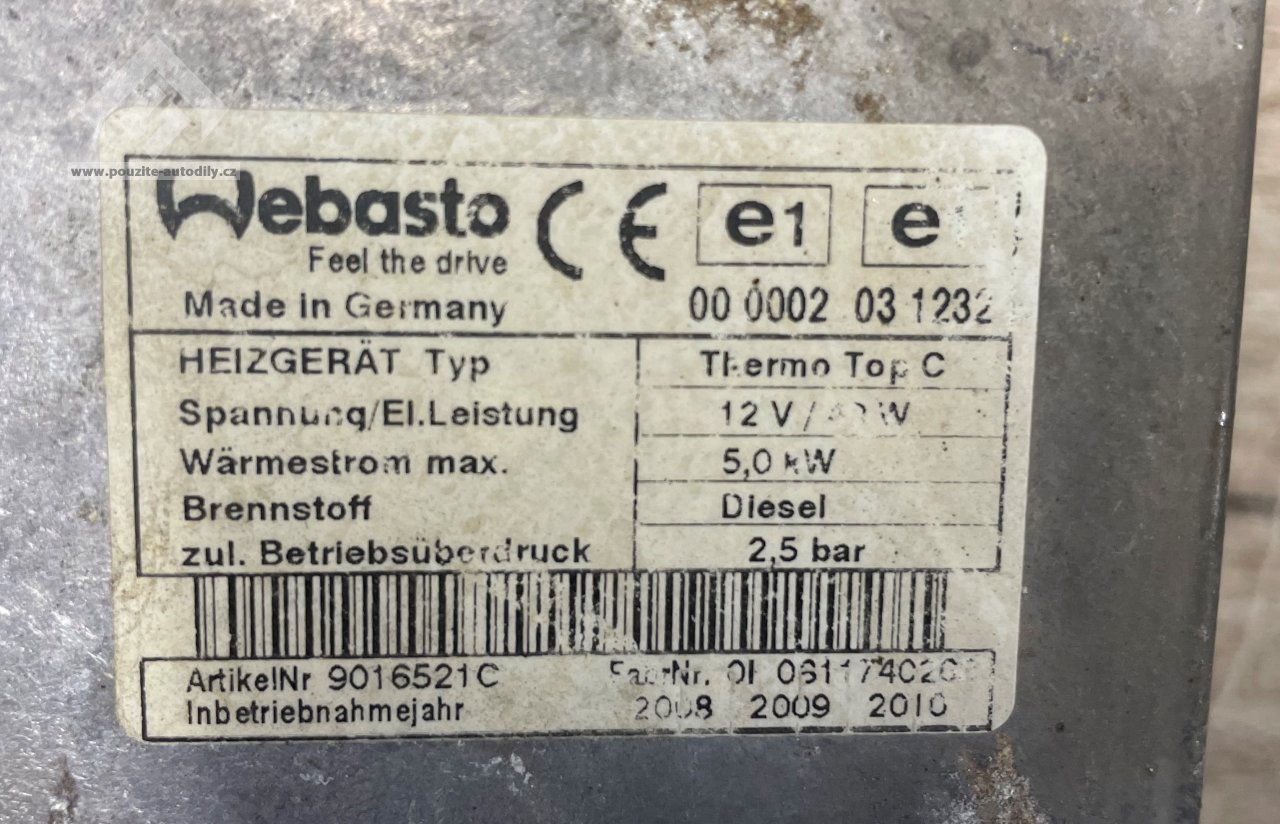 www.pouzite-autodily.cz
Webasto CE e1 e
Feel the drive
Made in Germany 00 0002 03 1232
HEIZGERÄT Typ Thermo Top C
Spannung/El.Leistung 12 V / W
Wärmestrom max. 5,0 kW
Brennstoff Diesel
zul. Betriebsüberdruck 2,5 bar
ArtikelNr 9016521C FabrNr.
Inbetriebnahmejahr 2008 2009 2010